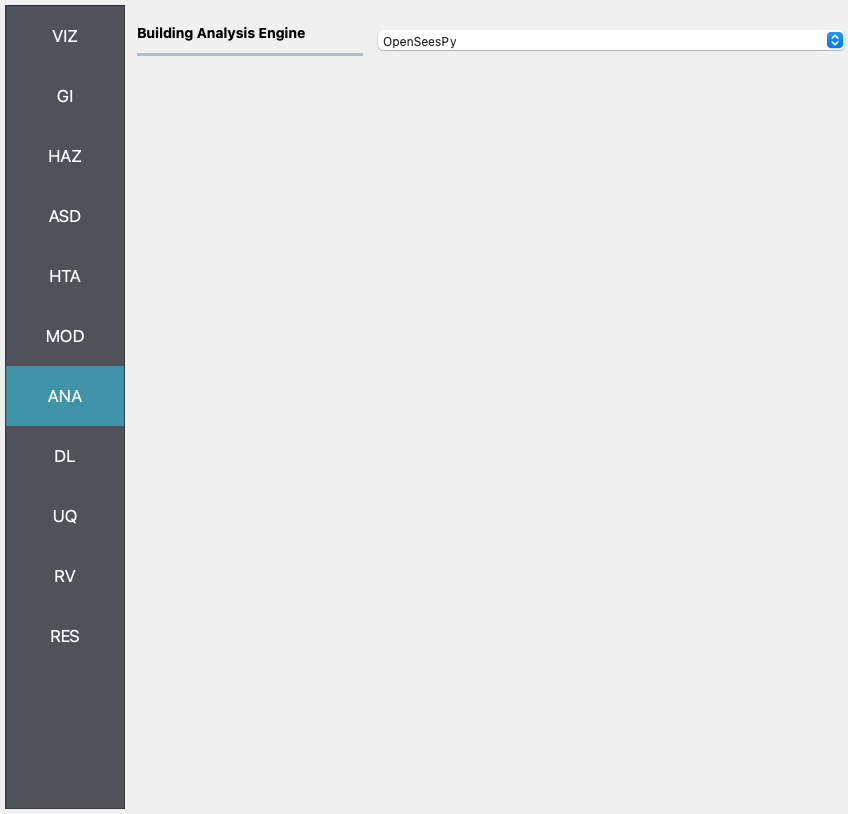 VIZ
GI
HAZ
ASD
HTA
MOD
ANA
DL
UQ
RV
RES
Building Analysis Engine
OpenSeesPy